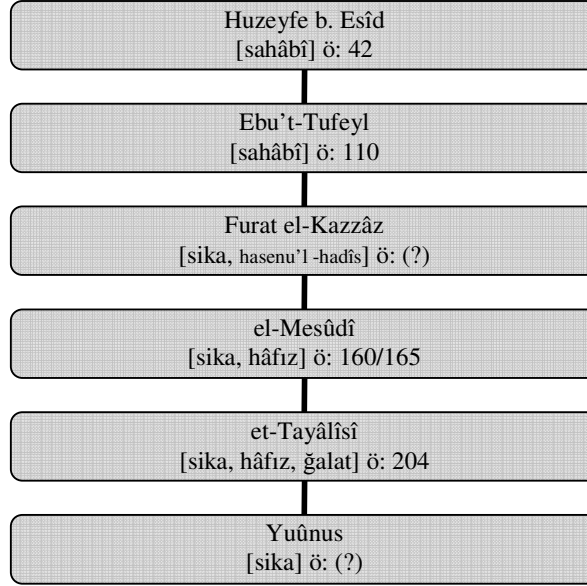 Huzeyfe b. Esîd
[sahâbî] ö: 42
Ebu’t-Tufeyl
[sahâbî] ö: 110
Furat el-Kazzâz
[sika, hasenu’l -hadîs] ö: (?)
el-Mesûdî
[sika, hâfız] ö: 160/165
et-Tayâlîsî
[sika, hâfız, ğalat] ö: 204
Yuûnus
[sika] ö: (?)